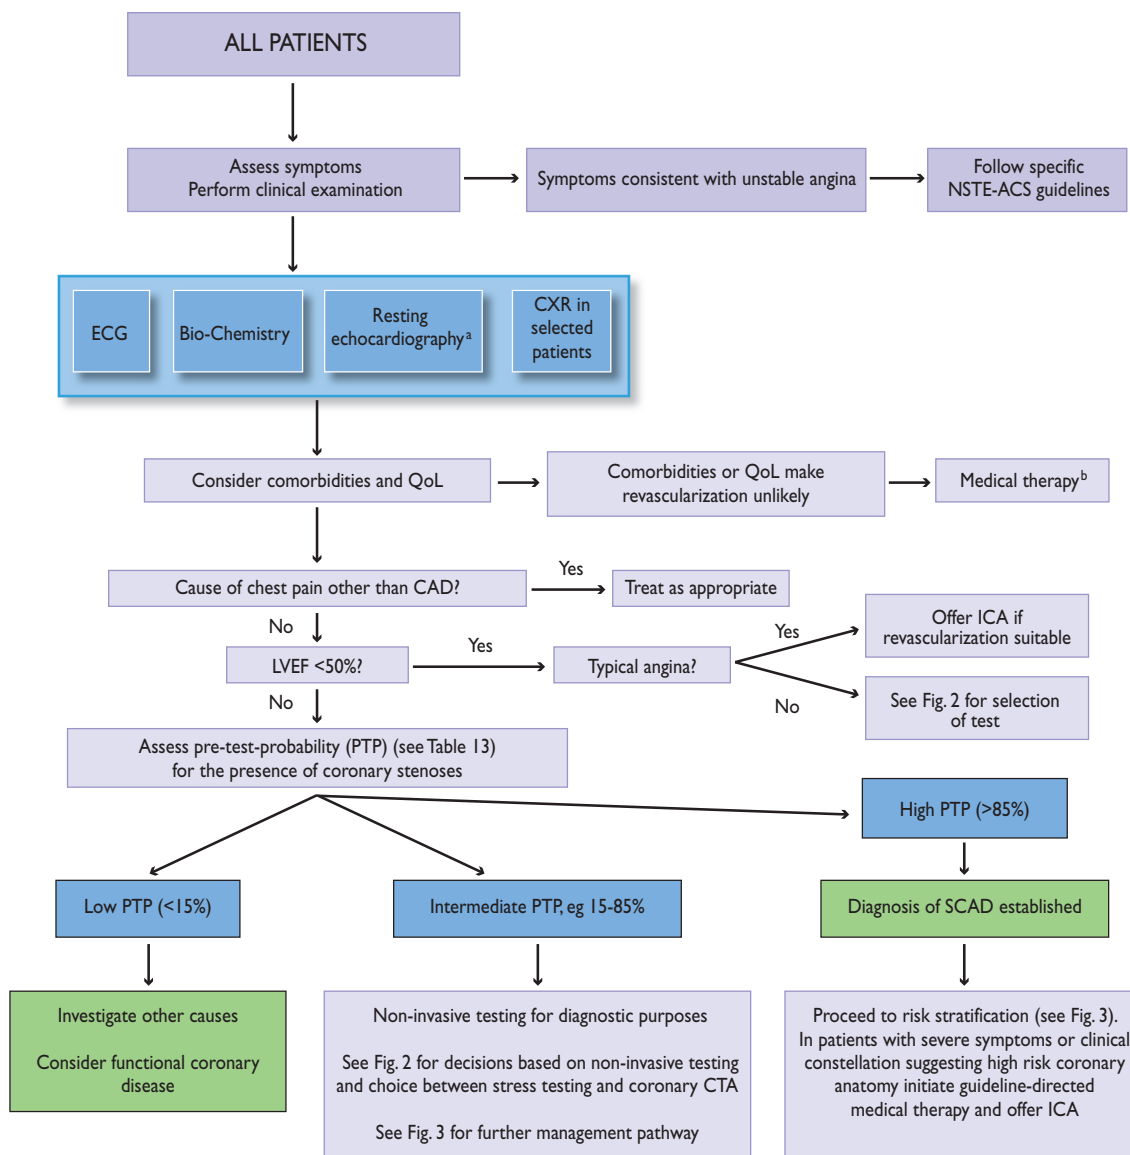 ALL PATIENTS
Assess symptoms
Perform clinical examination
Symptoms consistent with unstable angina
Follow specific
NSTE-ACS guidelines
ECG
Bio-Chemistry
Resting
echocardiographyᵃ
CXR in
selected
patients
Consider comorbidities and QoL
Comorbidities or QoL make
revascularization unlikely
Medical therapyᵇ
Cause of chest pain other than CAD?
Yes
Treat as appropriate
No
LVEF <50%?
Yes
Typical angina?
Yes
Offer ICA if
revascularization suitable
No
See Fig. 2 for selection
of test
No
Assess pre-test-probability (PTP) (see Table 13)
for the presence of coronary stenoses
Low PTP (<15%)
Intermediate PTP, eg 15-85%
High PTP (>85%)
Diagnosis of SCAD established
Investigate other causes
Consider functional coronary
disease
Non-invasive testing for diagnostic purposes
See Fig. 2 for decisions based on non-invasive testing
and choice between stress testing and coronary CTA
See Fig. 3 for further management pathway
Proceed to risk stratification (see Fig. 3).
In patients with severe symptoms or clinical
constellation suggesting high risk coronary
anatomy initiate guideline-directed
medical therapy and offer ICA